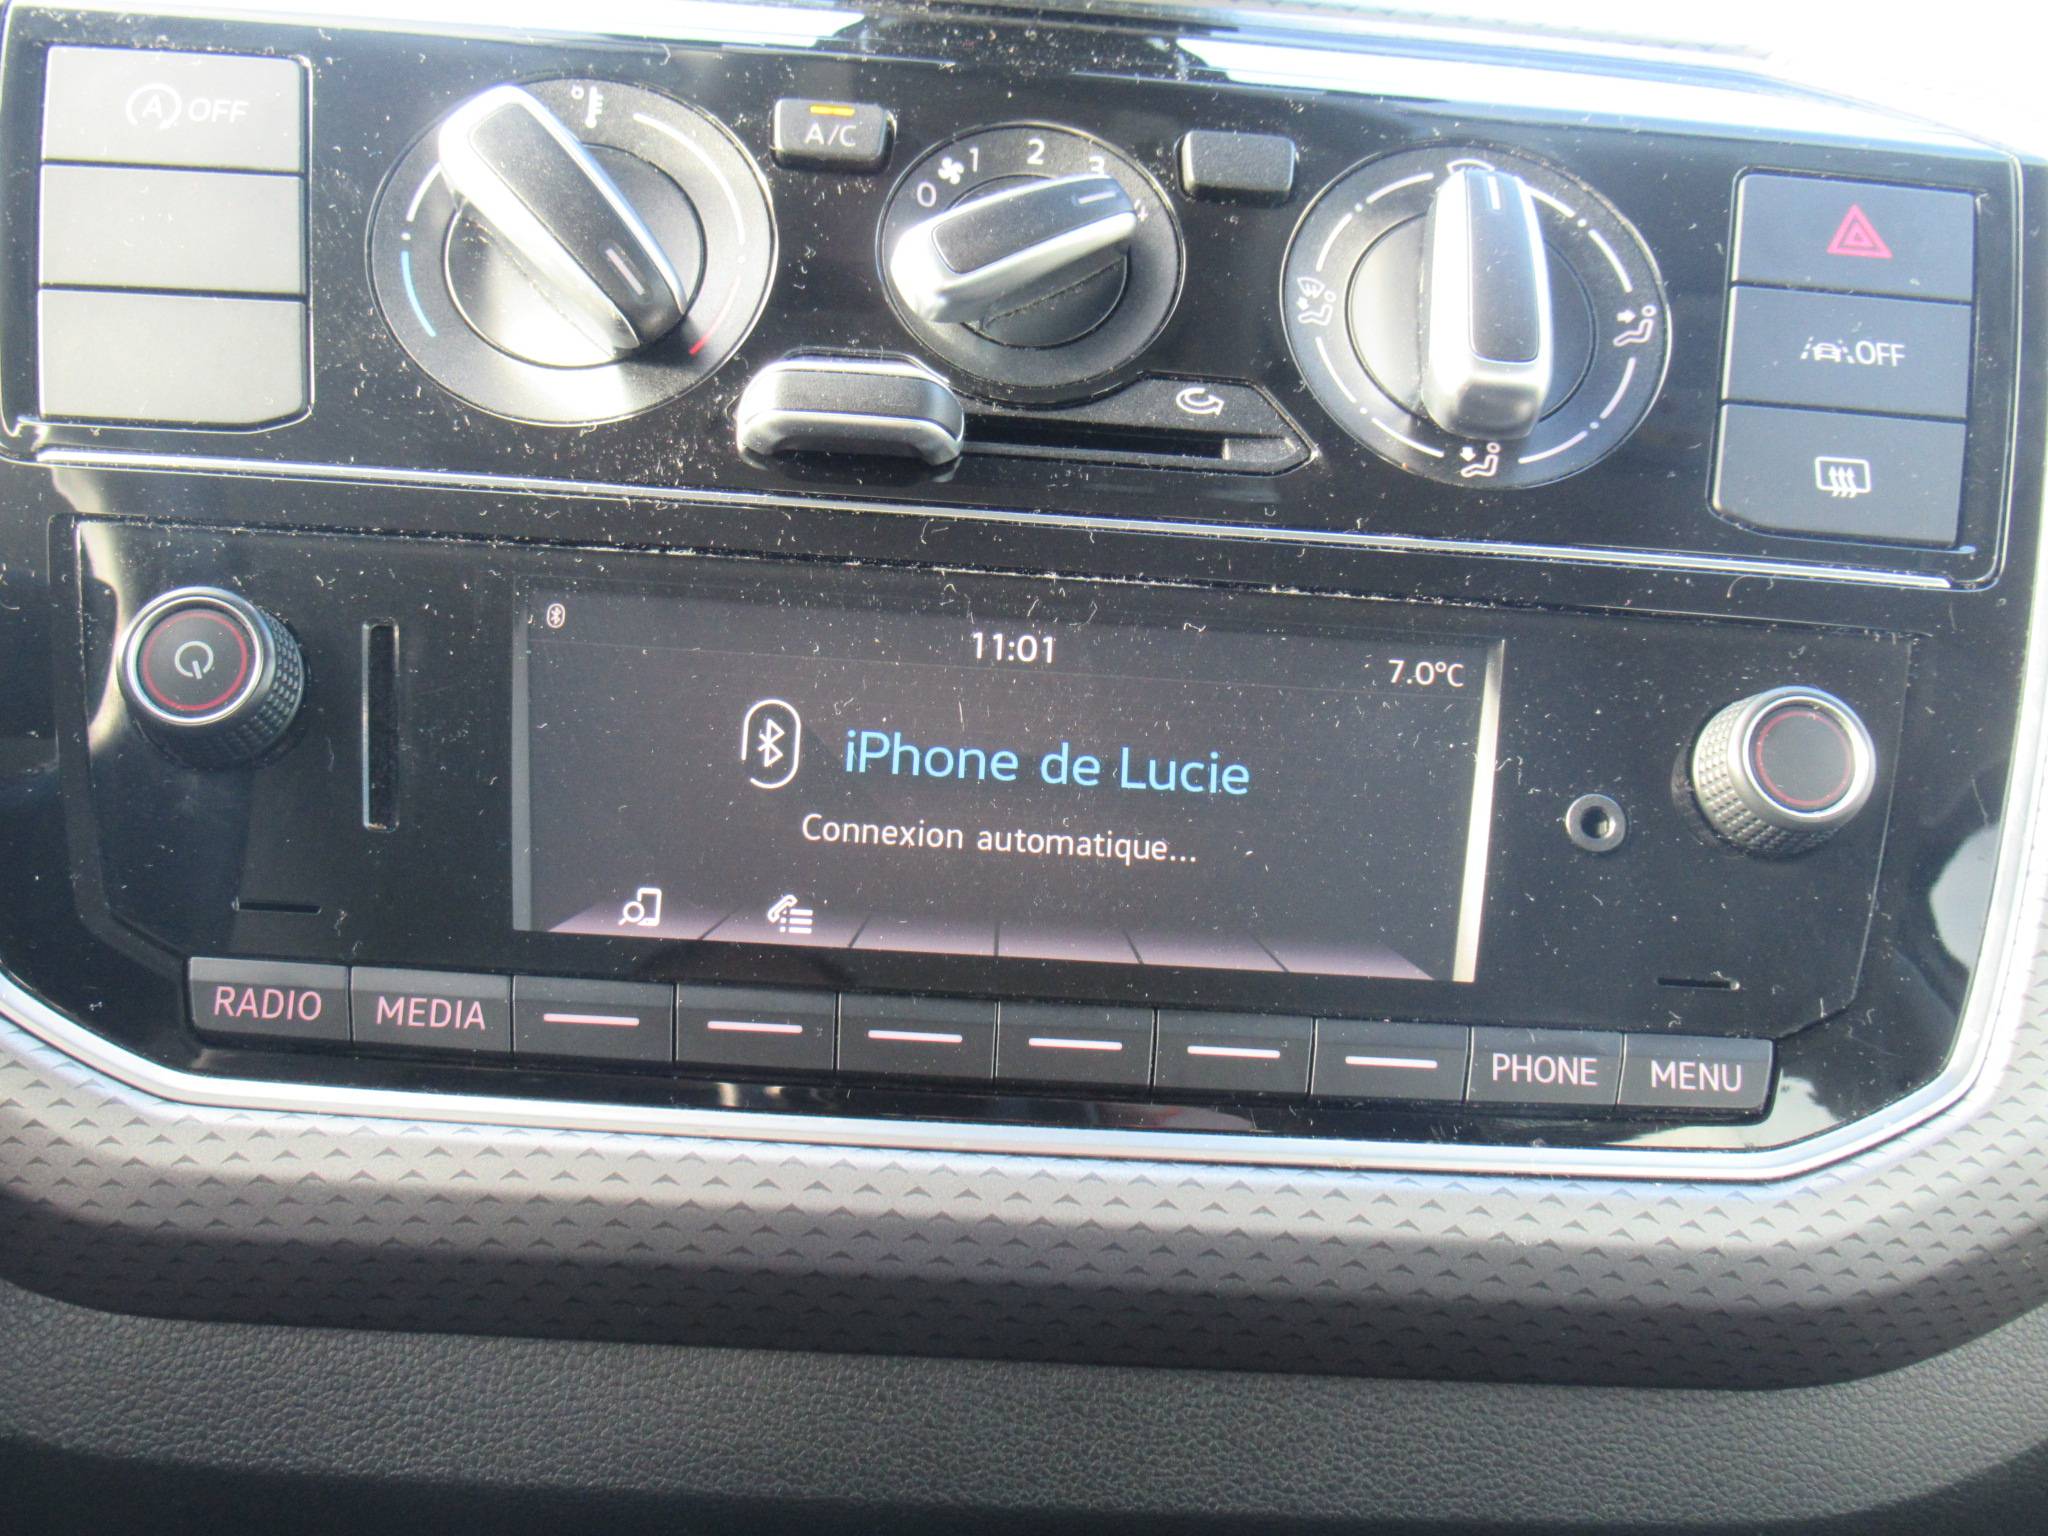 A OFF
A/C
0 1 2 3 4
OFF
11:01
7.0°C
iPhone de Lucie
Connexion automatique...
RADIO
MEDIA
PHONE
MENU